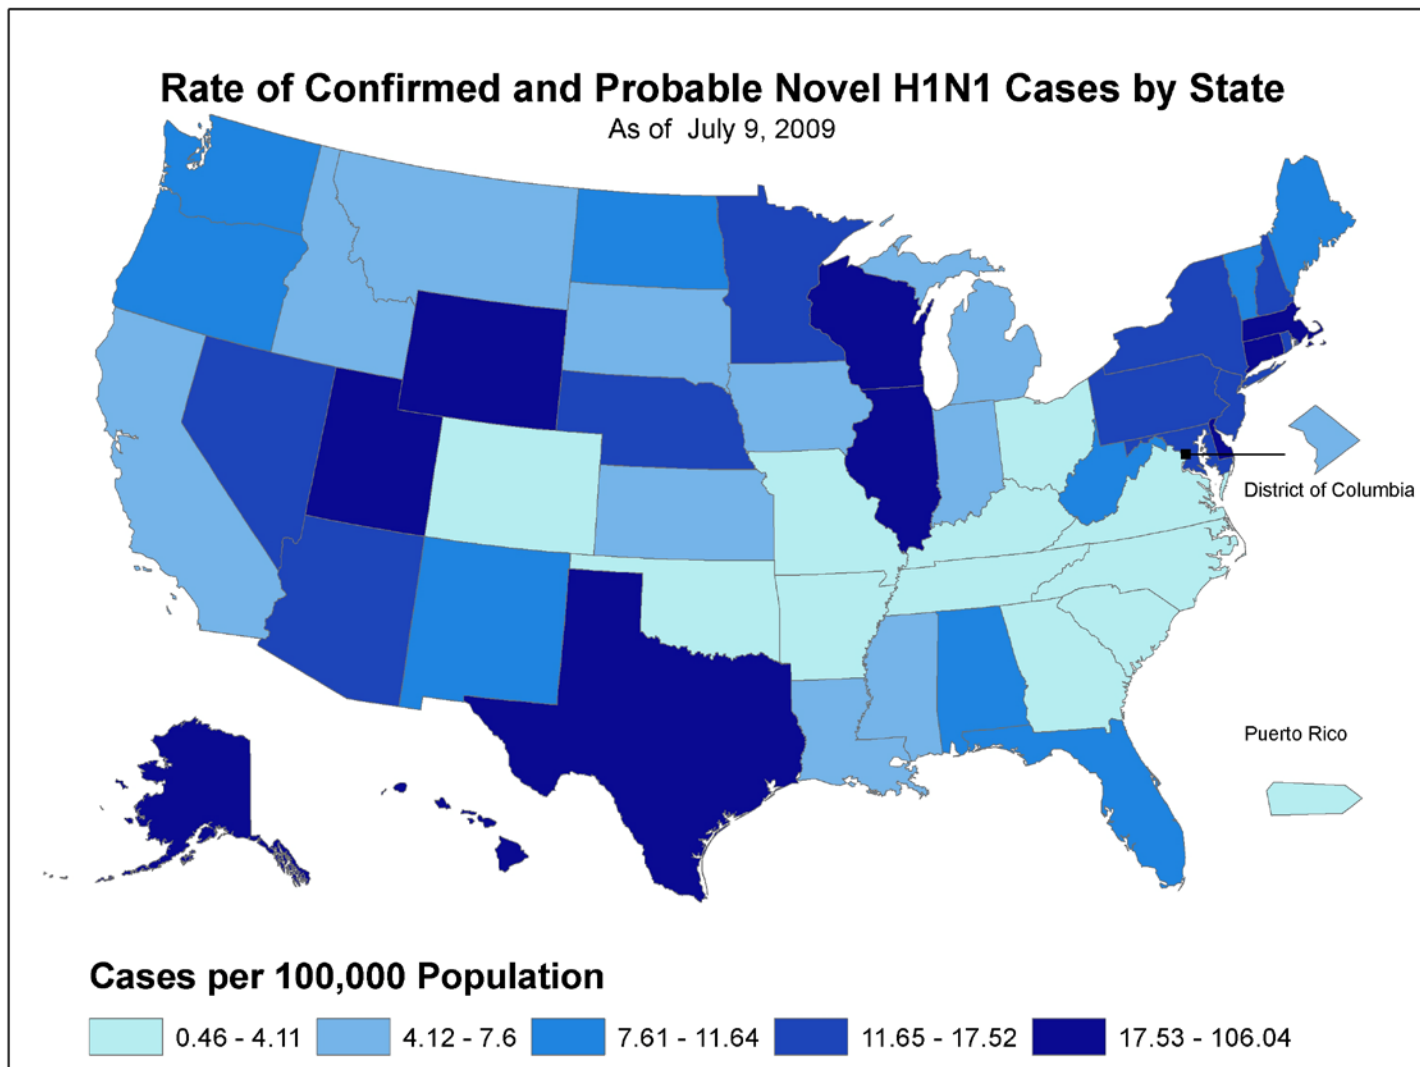 Rate of Confirmed and Probable Novel H1N1 Cases by State
As of July 9, 2009
District of Columbia
Puerto Rico
Cases per 100,000 Population
0.46 - 4.11
4.12 - 7.6
7.61 - 11.64
11.65 - 17.52
17.53 - 106.04